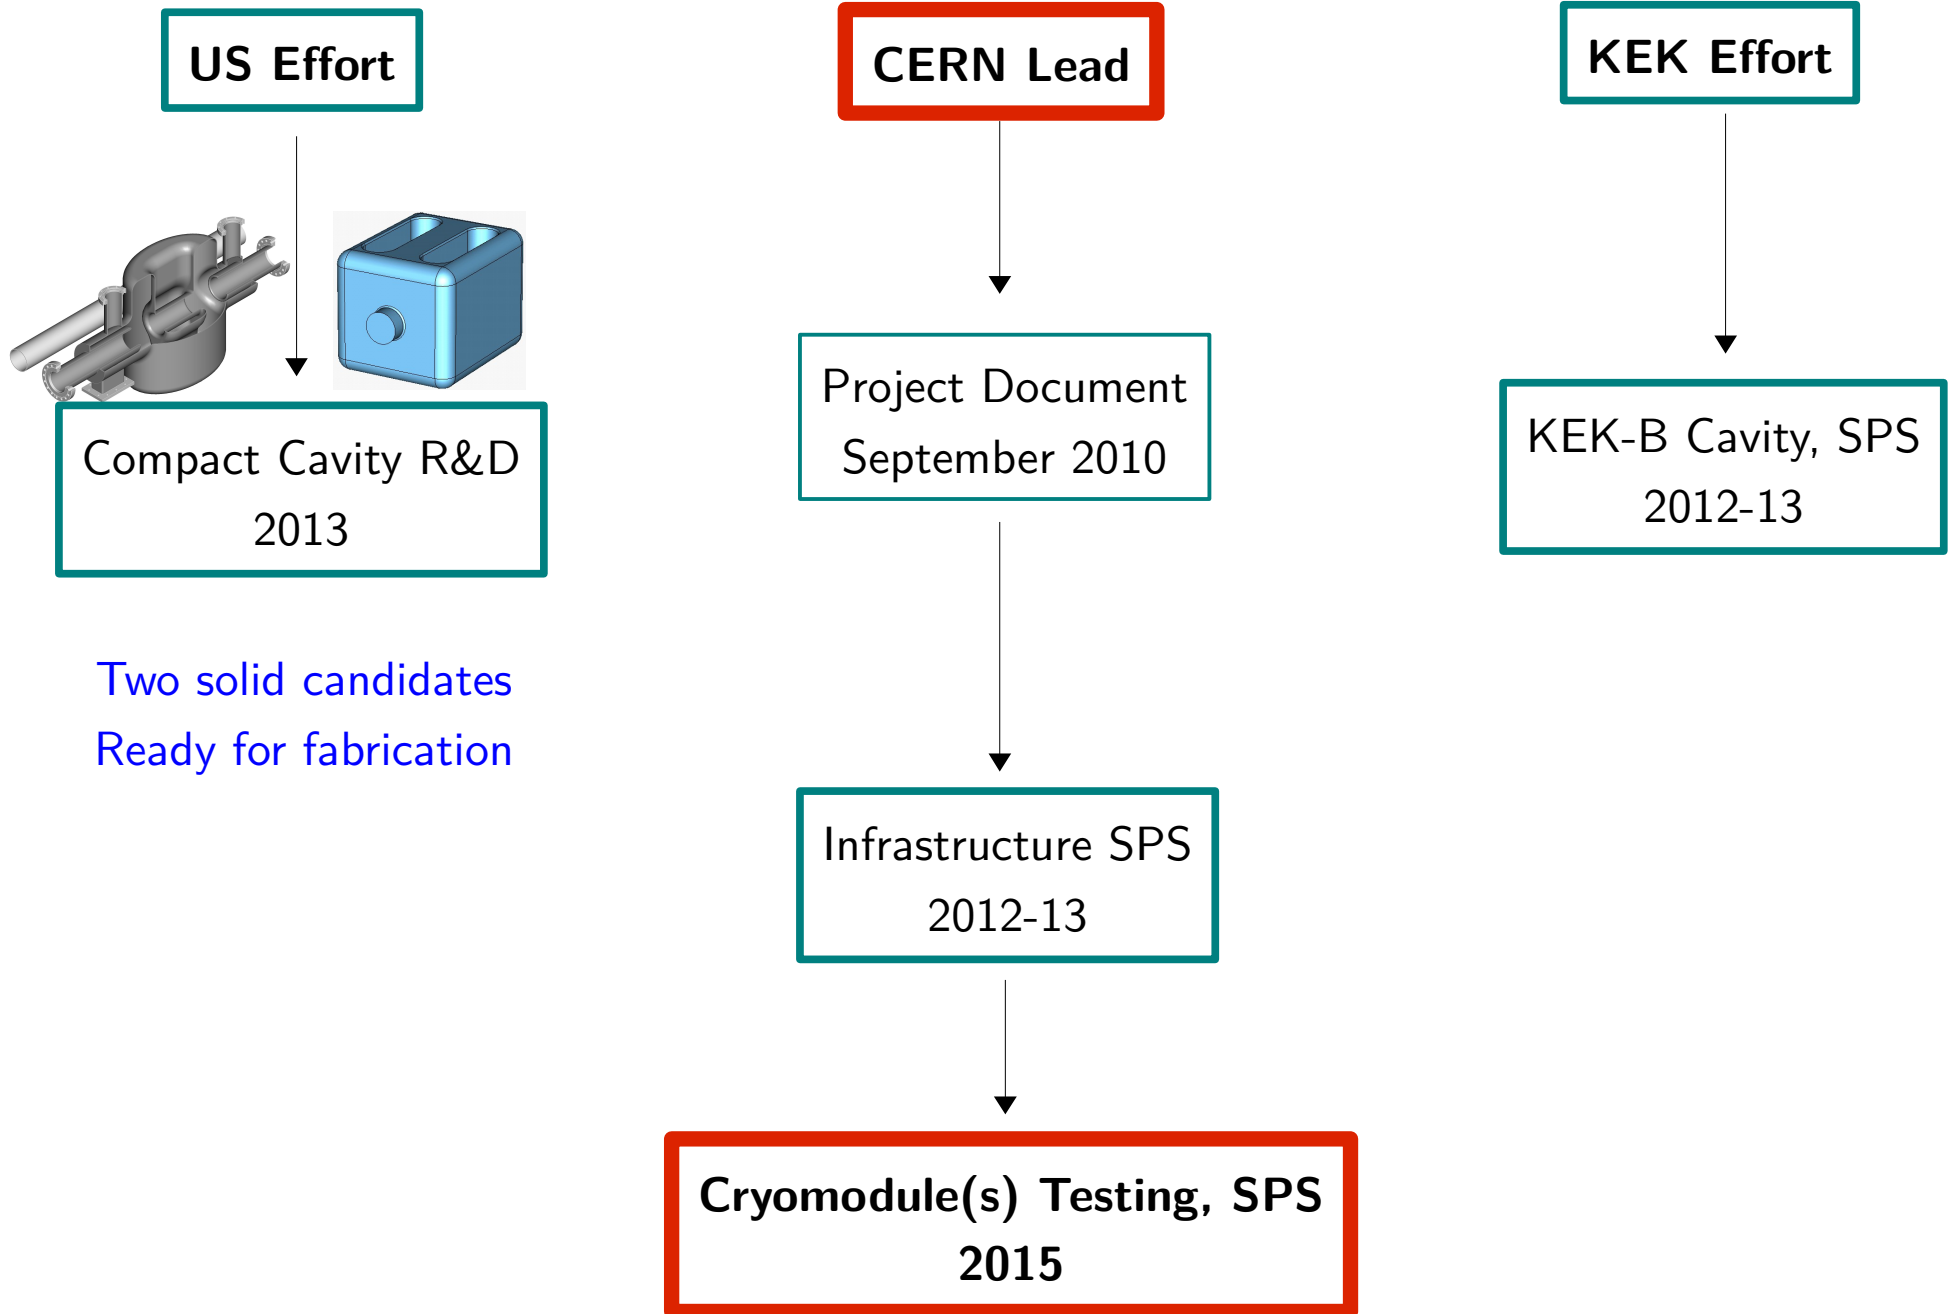 US Effort
CERN Lead
KEK Effort
Compact Cavity R&D
2013
Two solid candidates
Ready for fabrication
Project Document
September 2010
Infrastructure SPS
2012-13
Cryomodule(s) Testing, SPS
2015
KEK-B Cavity, SPS
2012-13